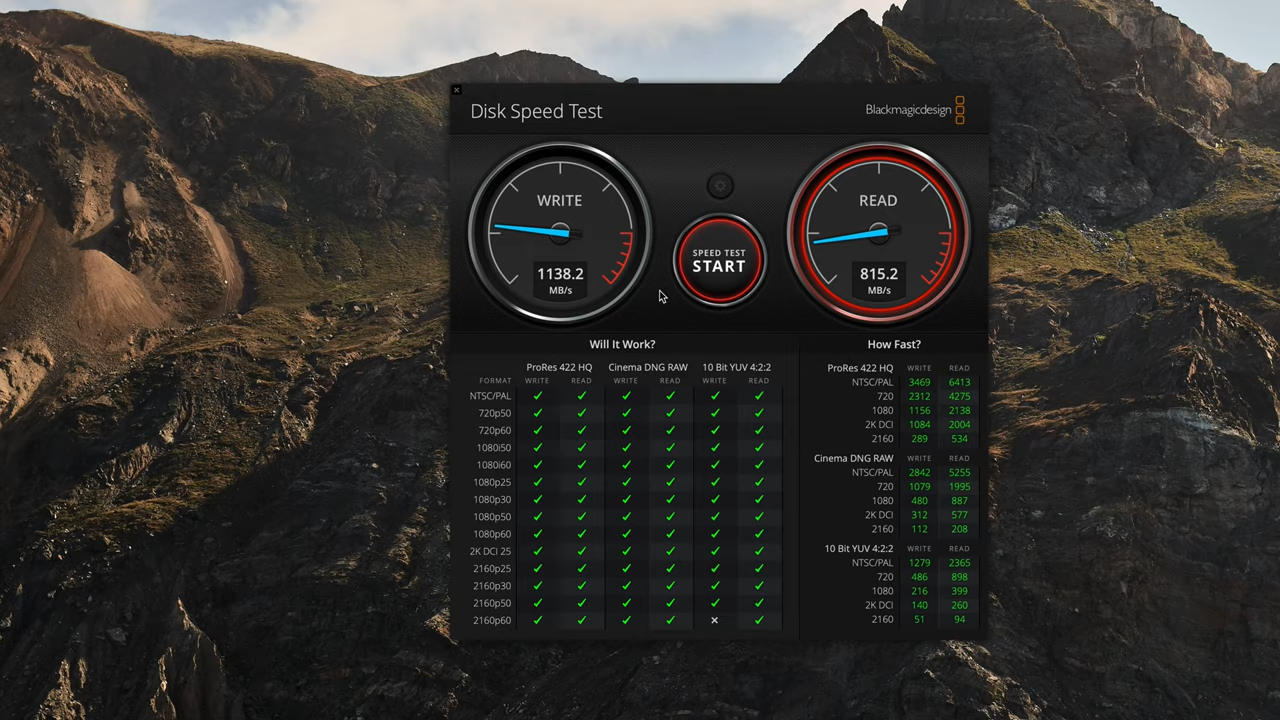 Disk Speed Test
Blackmagicdesign
WRITE
1138.2
MB/s
SPEED TEST
START
READ
815.2
MB/s
Will It Work?
ProRes 422 HQ Cinema DNG RAW 10 Bit YUV 4:2:2
FORMAT WRITE READ WRITE READ WRITE READ
NTSC/PAL ✓ ✓ ✓ ✓ ✓ ✓
720p50 ✓ ✓ ✓ ✓ ✓ ✓
720p60 ✓ ✓ ✓ ✓ ✓ ✓
1080i50 ✓ ✓ ✓ ✓ ✓ ✓
1080i60 ✓ ✓ ✓ ✓ ✓ ✓
1080p25 ✓ ✓ ✓ ✓ ✓ ✓
1080p30 ✓ ✓ ✓ ✓ ✓ ✓
1080p50 ✓ ✓ ✓ ✓ ✓ ✓
1080p60 ✓ ✓ ✓ ✓ ✓ ✓
2K DCI 25 ✓ ✓ ✓ ✓ ✓ ✓
2160p25 ✓ ✓ ✓ ✓ ✓ ✓
2160p30 ✓ ✓ ✓ ✓ ✓ ✓
2160p50 ✓ ✓ ✓ ✓ ✓ ✓
2160p60 ✓ ✓ ✓ ✓ × ✓
How Fast?
ProRes 422 HQ WRITE READ
NTSC/PAL 3469 6413
720 2312 4275
1080 1156 2138
2K DCI 1084 2004
2160 289 534
Cinema DNG RAW WRITE READ
NTSC/PAL 2842 5255
720 1079 1995
1080 480 887
2K DCI 312 577
2160 112 208
10 Bit YUV 4:2:2 WRITE READ
NTSC/PAL 1279 2365
720 486 898
1080 216 399
2K DCI 140 260
2160 51 94